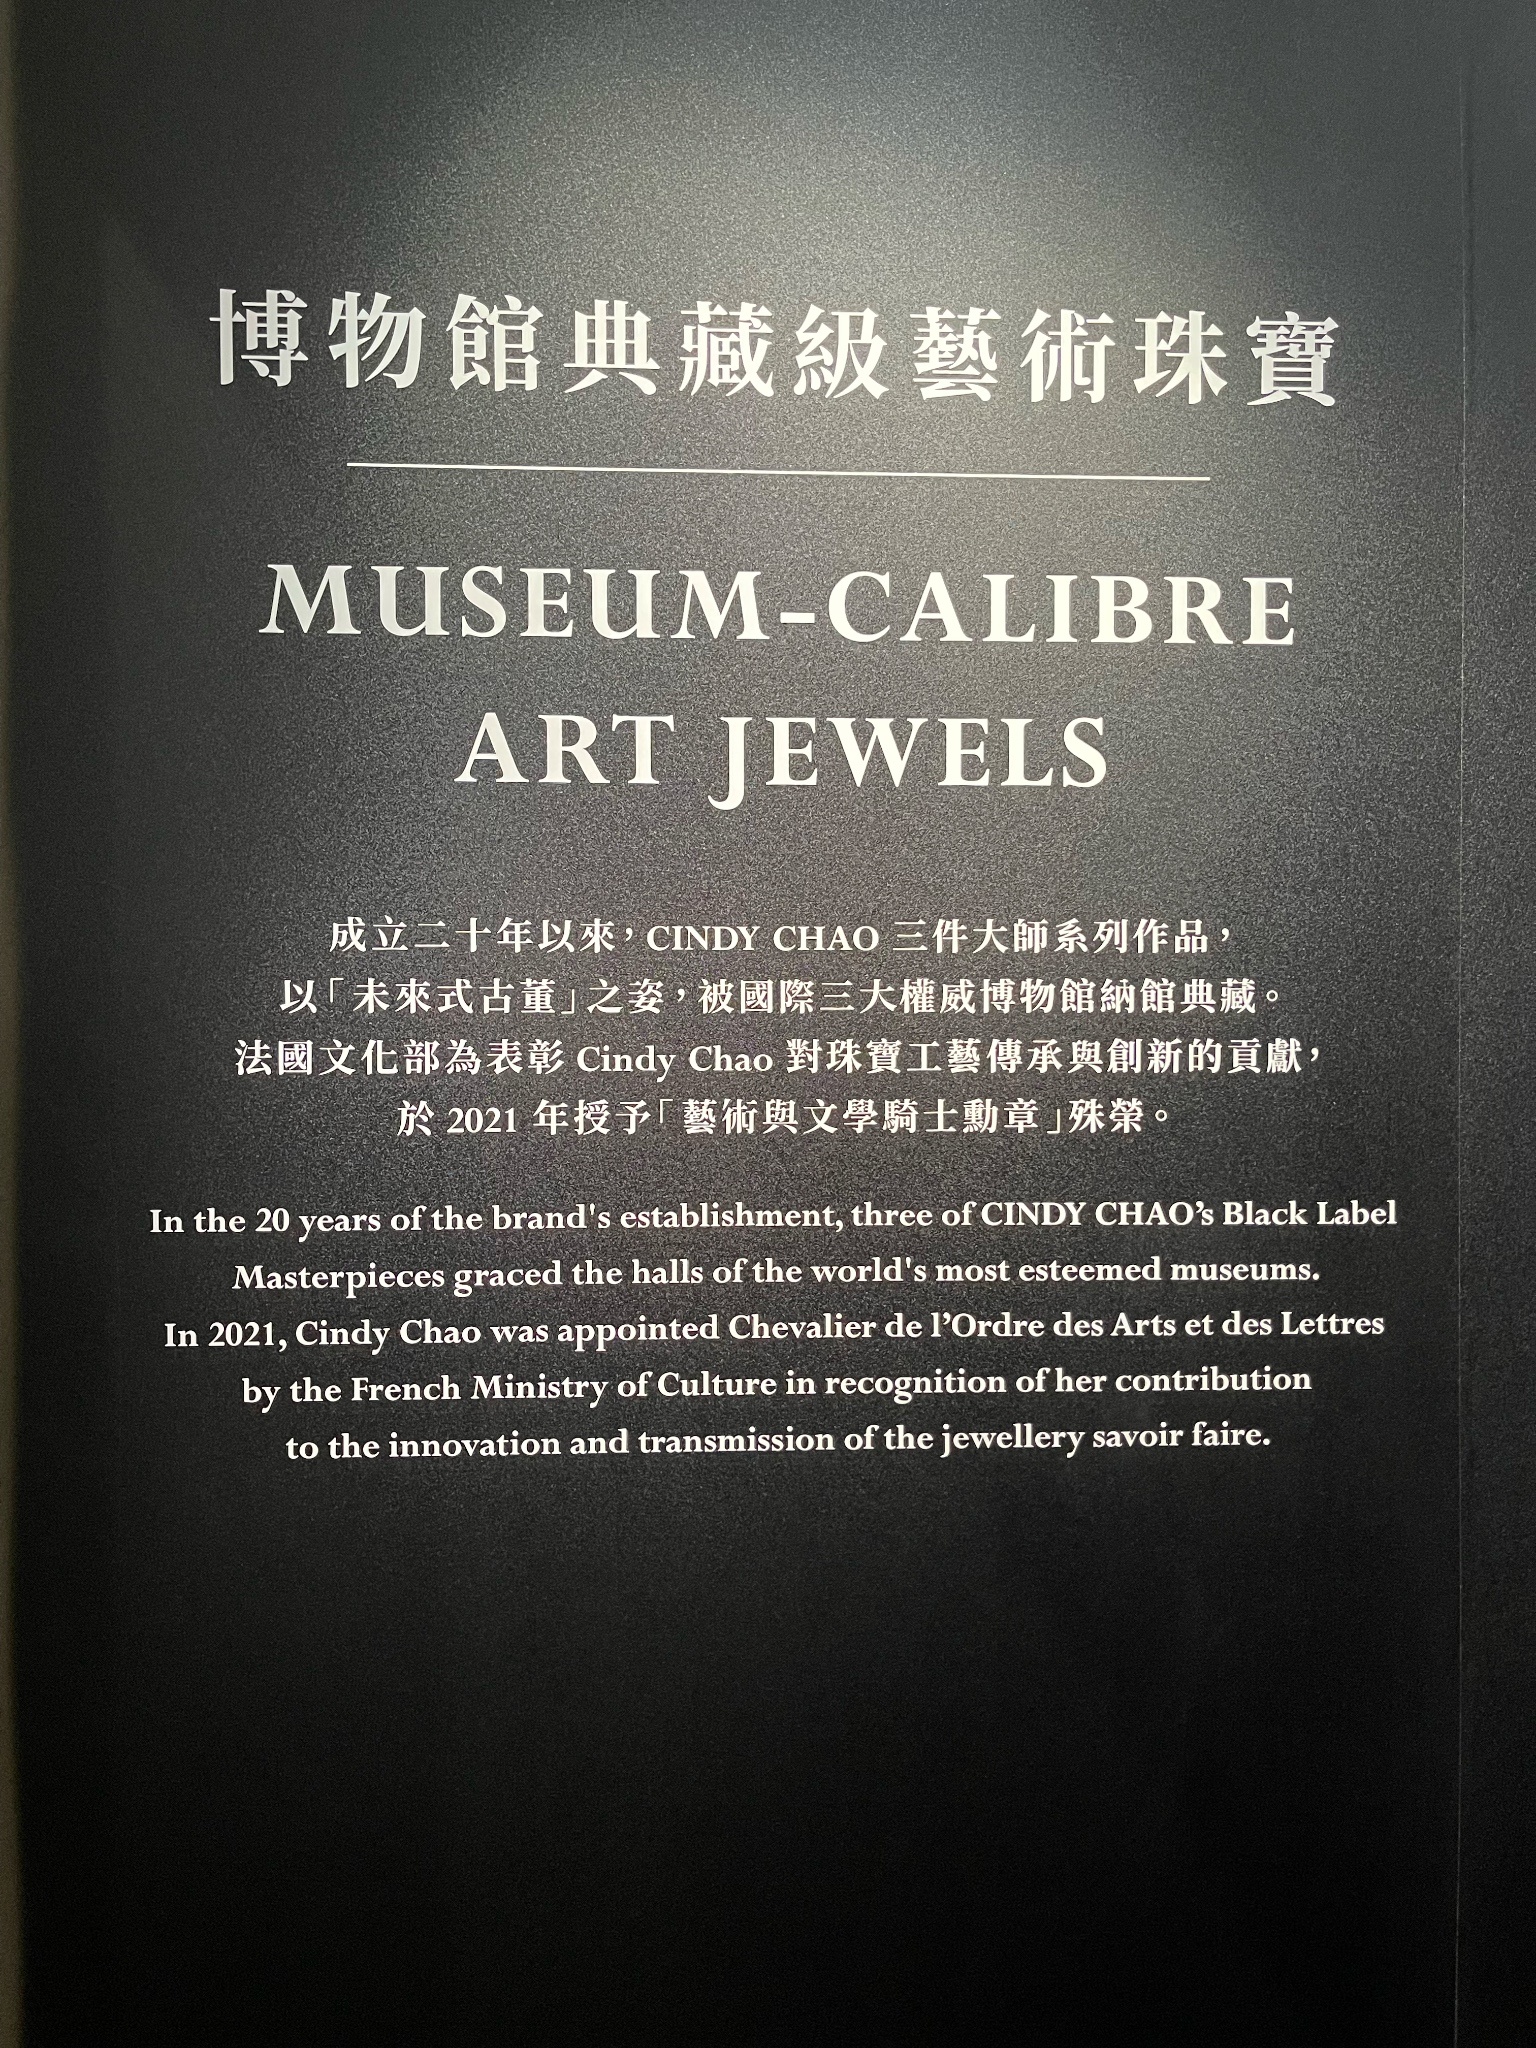 博物館典藏級藝術珠寶
MUSEUM-CALIBRE
ART JEWELS
成立二十年以來，CINDY CHAO 三件大師系列作品，
以「未來式古董」之姿，被國際三大權威博物館納館典藏。
法國文化部為表彰 Cindy Chao 對珠寶工藝傳承與創新的貢獻，
於 2021 年授予「藝術與文學騎士勳章」殊榮。
In the 20 years of the brand's establishment, three of CINDY CHAO’s Black Label
Masterpieces graced the halls of the world's most esteemed museums.
In 2021, Cindy Chao was appointed Chevalier de l’Ordre des Arts et des Lettres
by the French Ministry of Culture in recognition of her contribution
to the innovation and transmission of the jewellery savoir faire.